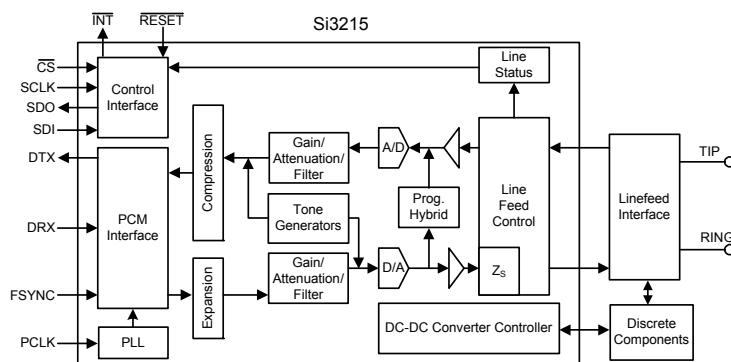 INT
RESET
Si3215
CS
SCLK
SDO
SDI
DTX
DRX
FSYNC
PCLK
Control
Interface
PCM
Interface
PLL
Compression
Expansion
Gain/
Attenuation/
Filter
Tone
Generators
Gain/
Attenuation/
Filter
A/D
D/A
Prog.
Hybrid
Line
Status
Line
Feed
Control
ZS
DC-DC Converter Controller
Linefeed
Interface
Discrete
Components
TIP
RING